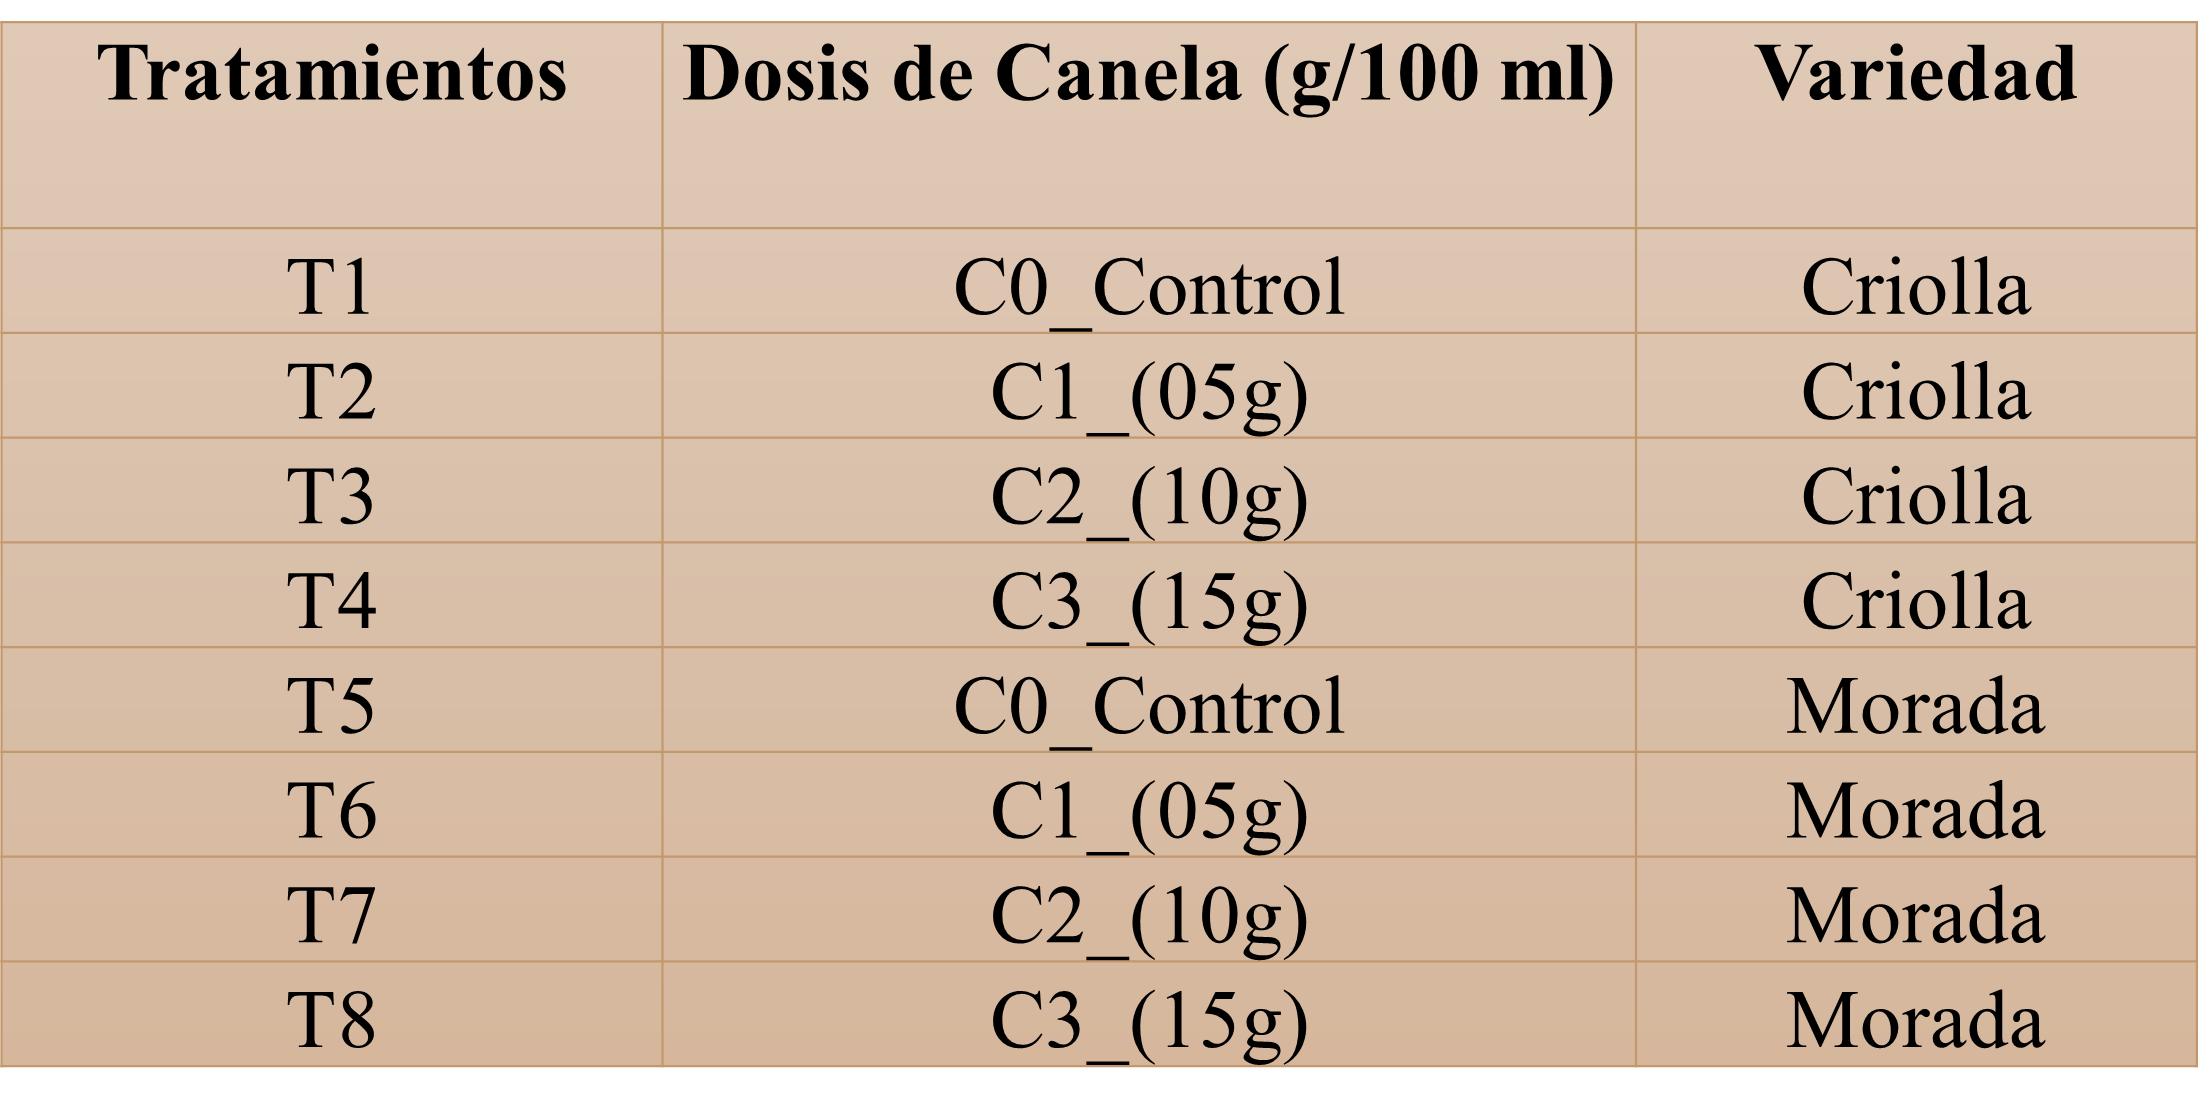 Tratamientos Dosis de Canela (g/100 ml) Variedad
T1 C0_Control Criolla
T2 C1_(05g) Criolla
T3 C2_(10g) Criolla
T4 C3_(15g) Criolla
T5 C0_Control Morada
T6 C1_(05g) Morada
T7 C2_(10g) Morada
T8 C3_(15g) Morada